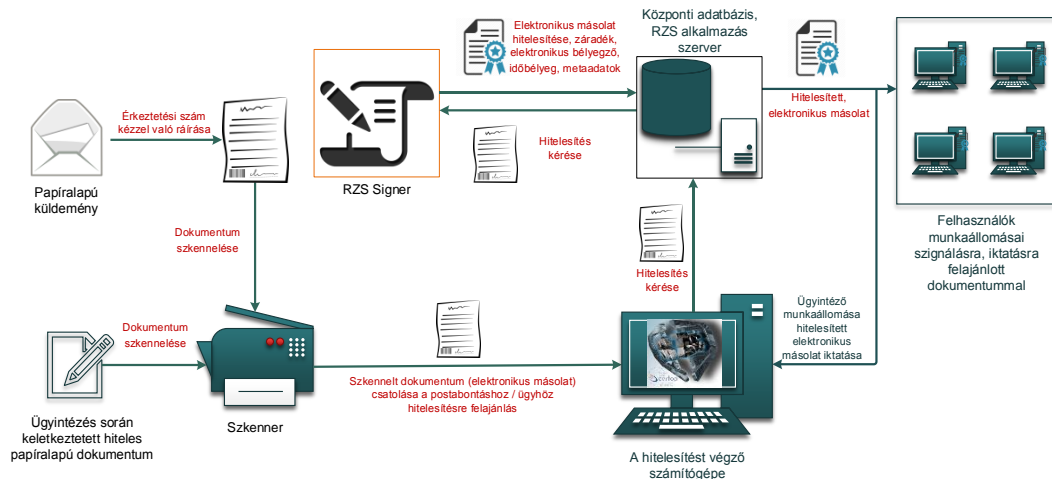 Elektronikus másolat
hitelesítése, záradék,
elektronikus bélyegző,
időbélyeg, metaadatok
Központi adatbázis,
RZS alkalmazás
szerver
Érkeztetési szám
kézzel való ráírása
Hitelesített,
elektronikus másolat
Hitelesítés
kérése
Papíralapú
küldemény
RZS Signer
Felhasználók
munkaállomásai
szignálásra, iktatásra
felajánlott
dokumentummal
Dokumentum
szkennelése
Hitelesítés
kérése
Ügyintéző
munkaállomása
hitelesített
elektronikus
másolat iktatása
Dokumentum
szkennelése
Szkennelt dokumentum (elektronikus másolat)
csatolása a postabontáshoz / ügyhöz
hitelesítésre felajánlás
Ügyintézés során
keletkeztetett hiteles
papíralapú dokumentum
Szkenner
A hitelesítést végző
számítógépe